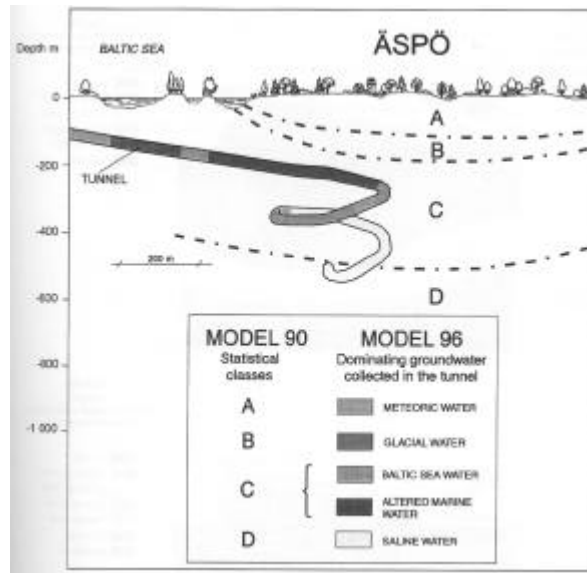 ÄSPÖ
Depth m
BALTIC SEA
0
A
B
-200
TUNNEL
C
-400
200 m
D
-600
MODEL 90
MODEL 96
Statistical
classes
Dominating groundwater
collected in the tunnel
-800
A
METEORIC WATER
B
GLACIAL WATER
-1 000
C
BALTIC SEA WATER
ALTERED MARINE
WATER
D
SALINE WATER